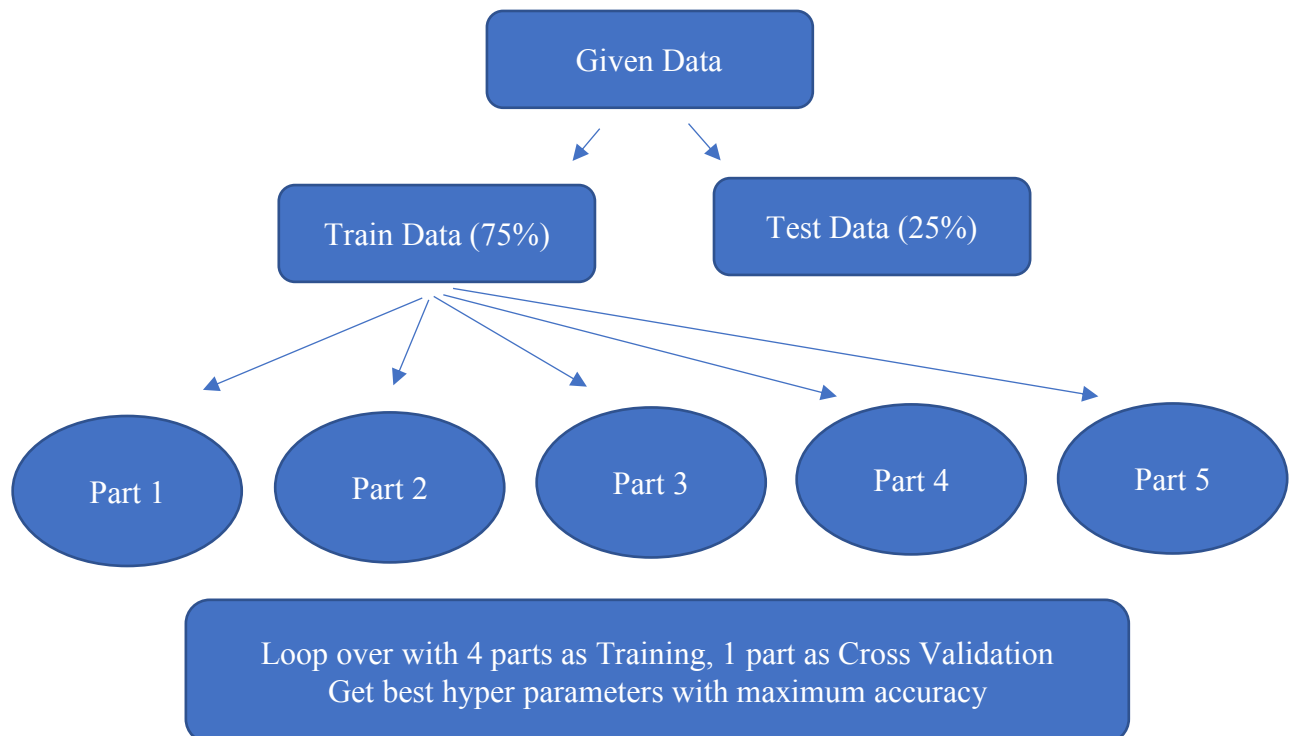 Given Data
Train Data (75%)
Test Data (25%)
Part 1
Part 2
Part 3
Part 4
Part 5
Loop over with 4 parts as Training, 1 part as Cross Validation
Get best hyper parameters with maximum accuracy